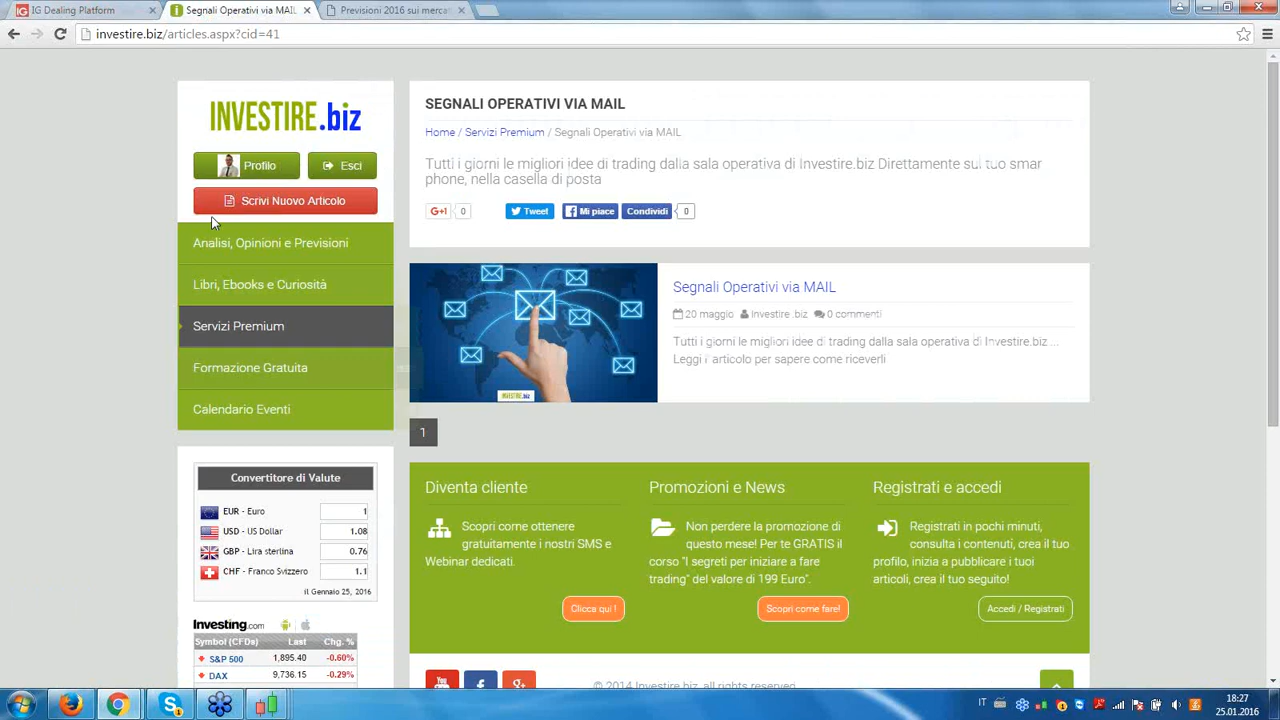 IG Dealing Platform
Segnali Operativi via MAIL
Previsioni 2016 sui merca
investire.biz/articles.aspx?cid=41
INVESTIRE.biz
Profilo
Esci
Scrivi Nuovo Articolo
Analisi, Opinioni e Previsioni
Libri, Ebooks e Curiosità
Servizi Premium
Formazione Gratuita
Calendario Eventi
Convertitore di Valute
EUR - Euro 1
USD - US Dollar 1.08
GBP - Lira sterlina 0.76
CHF - Franco Svizzero 1.1
il Gennaio 25, 2016
Investing.com
Symbol (CFDs) Last Chg. %
S&P 500 1,895.40 -0.60%
DAX 9,736.15 -0.29%
SEGNALI OPERATIVI VIA MAIL
Home / Servizi Premium / Segnali Operativi via MAIL
Tutti i giorni le migliori idee di trading dalla sala operativa di Investire.biz Direttamente sul tuo smar
phone, nella casella di posta
G+1 0 Tweet Mi piace Condividi 0
INVESTIRE.biz
Segnali Operativi via MAIL
20 maggio Investire .biz 0 commenti
Tutti i giorni le migliori idee di trading dalla sala operativa di Investire.biz ...
Leggi l'articolo per sapere come riceverli
1
Diventa cliente
Scopri come ottenere
gratuitamente i nostri SMS e
Webinar dedicati.
Clicca qui !
Promozioni e News
Non perdere la promozione di
questo mese! Per te GRATIS il
corso "I segreti per iniziare a fare
trading" del valore di 199 Euro".
Scopri come fare!
Registrati e accedi
Registrati in pochi minuti,
consulta i contenuti, crea il tuo
profilo, inizia a pubblicare i tuoi
articoli, crea il tuo seguito!
Accedi / Registrati
© 2014 Investire.biz, all rights reserved
IT
18:27
25.01.2016